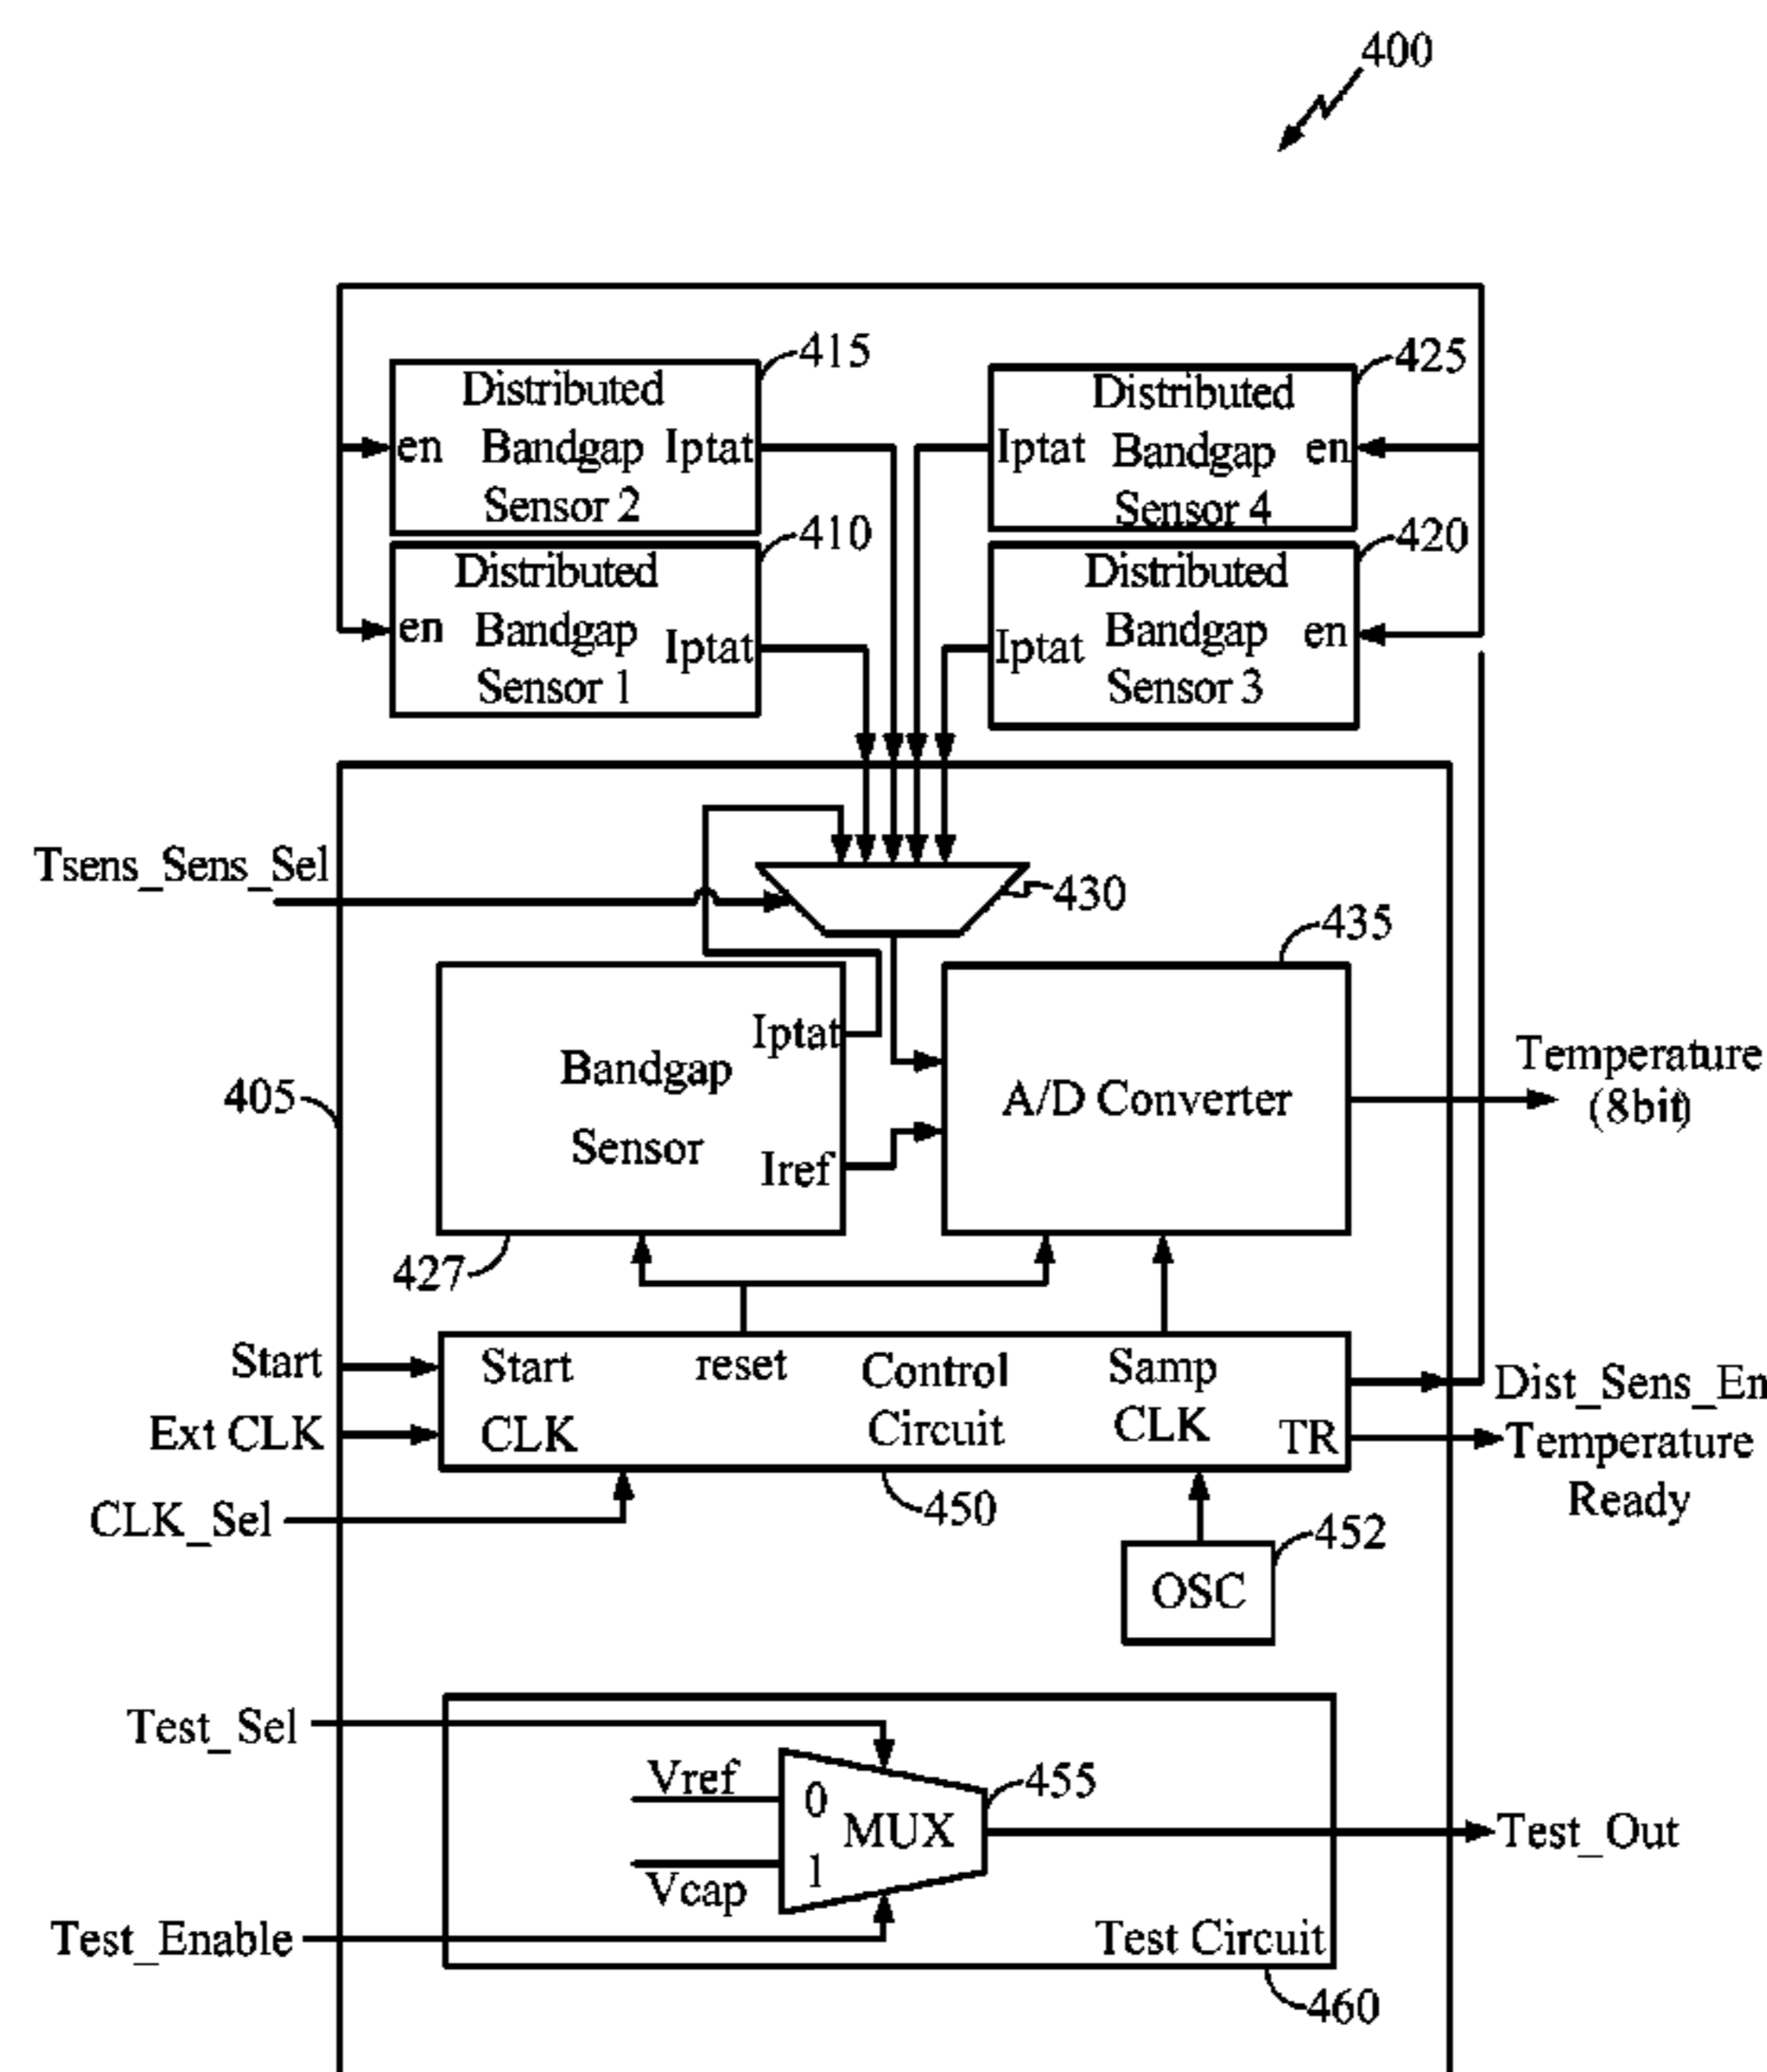 400
415
Distributed
en Bandgap Iptat
Sensor 2
425
Distributed
Iptat Bandgap en
Sensor 4
410
Distributed
en Bandgap
Iptat
Sensor 1
420
Distributed
Iptat Bandgap en
Sensor 3
Tsens_Sens_Sel
430
435
Iptat
Bandgap
Sensor
Iref
A/D Converter
Temperature
(8bit)
405
427
Start
Ext CLK
CLK_Sel
Start
CLK
reset
Control
Circuit
Samp
CLK
TR
Dist_Sens_En
Temperature
Ready
450
452
OSC
Test_Sel
Vref
0
MUX
1
Vcap
455
Test_Out
Test_Enable
Test Circuit
460